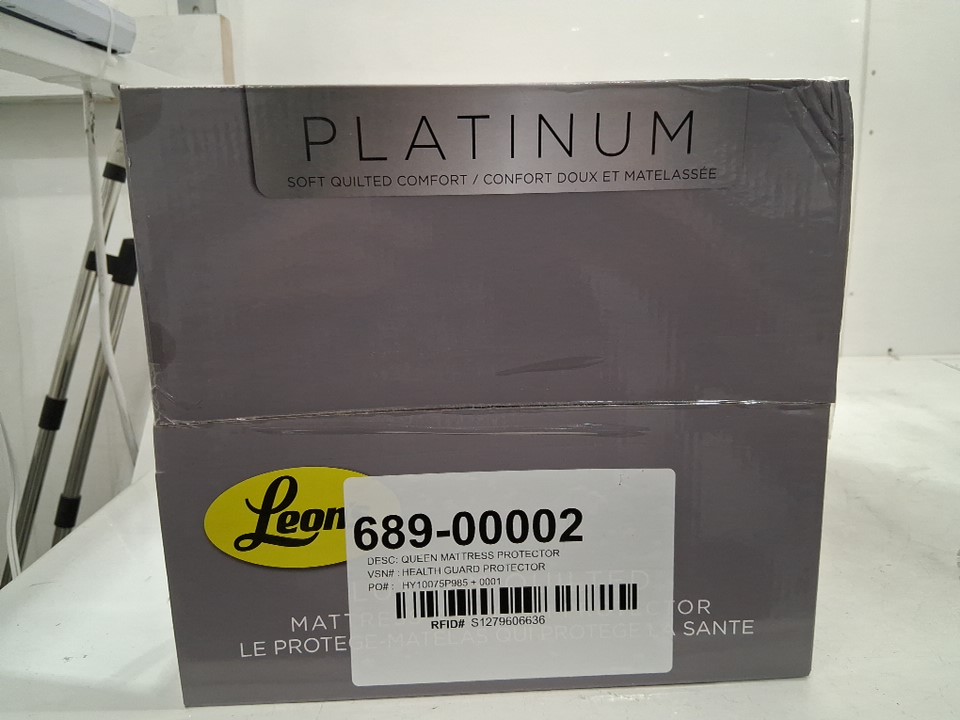 PLATINUM
SOFT QUILTED COMFORT / CONFORT DOUX ET MATELASSÉE
Leon
689-00002
DESC: QUEEN MATTRESS PROTECTOR
VSN# : HEALTH GUARD PROTECTOR
PO# : HY10075P985 + 0001
RFID# S1279606636
LE PROTÈGE-MATELAS QUI PROTÈGE LA SANTÉ